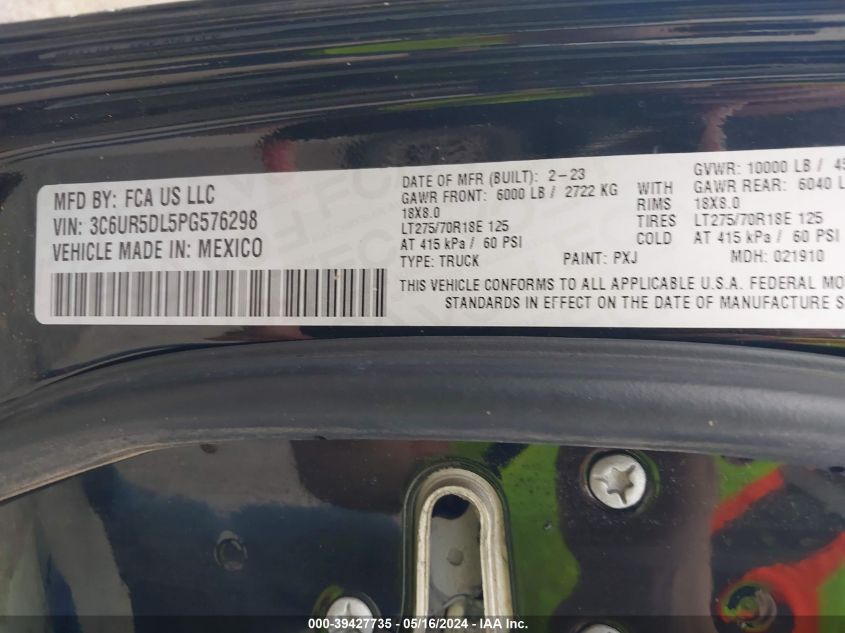 MFD BY: FCA US LLC
VIN: 3C6UR5DL5PG576298
VEHICLE MADE IN: MEXICO
DATE OF MFR (BUILT): 2-23
GVWR: 10000 LB / 45
GAWR FRONT: 6000 LB / 2722 KG WITH GAWR REAR: 6040 L
18X8.0 RIMS 18X8.0
LT275/70R18E 125 TIRES LT275/70R18E 125
AT 415 kPa / 60 PSI COLD AT 415 kPa / 60 PSI
TYPE: TRUCK PAINT: PXJ MDH: 021910
THIS VEHICLE CONFORMS TO ALL APPLICABLE U.S.A. FEDERAL MO
STANDARDS IN EFFECT ON THE DATE OF MANUFACTURE S
000-39427735 - 05/16/2024 - IAA Inc.